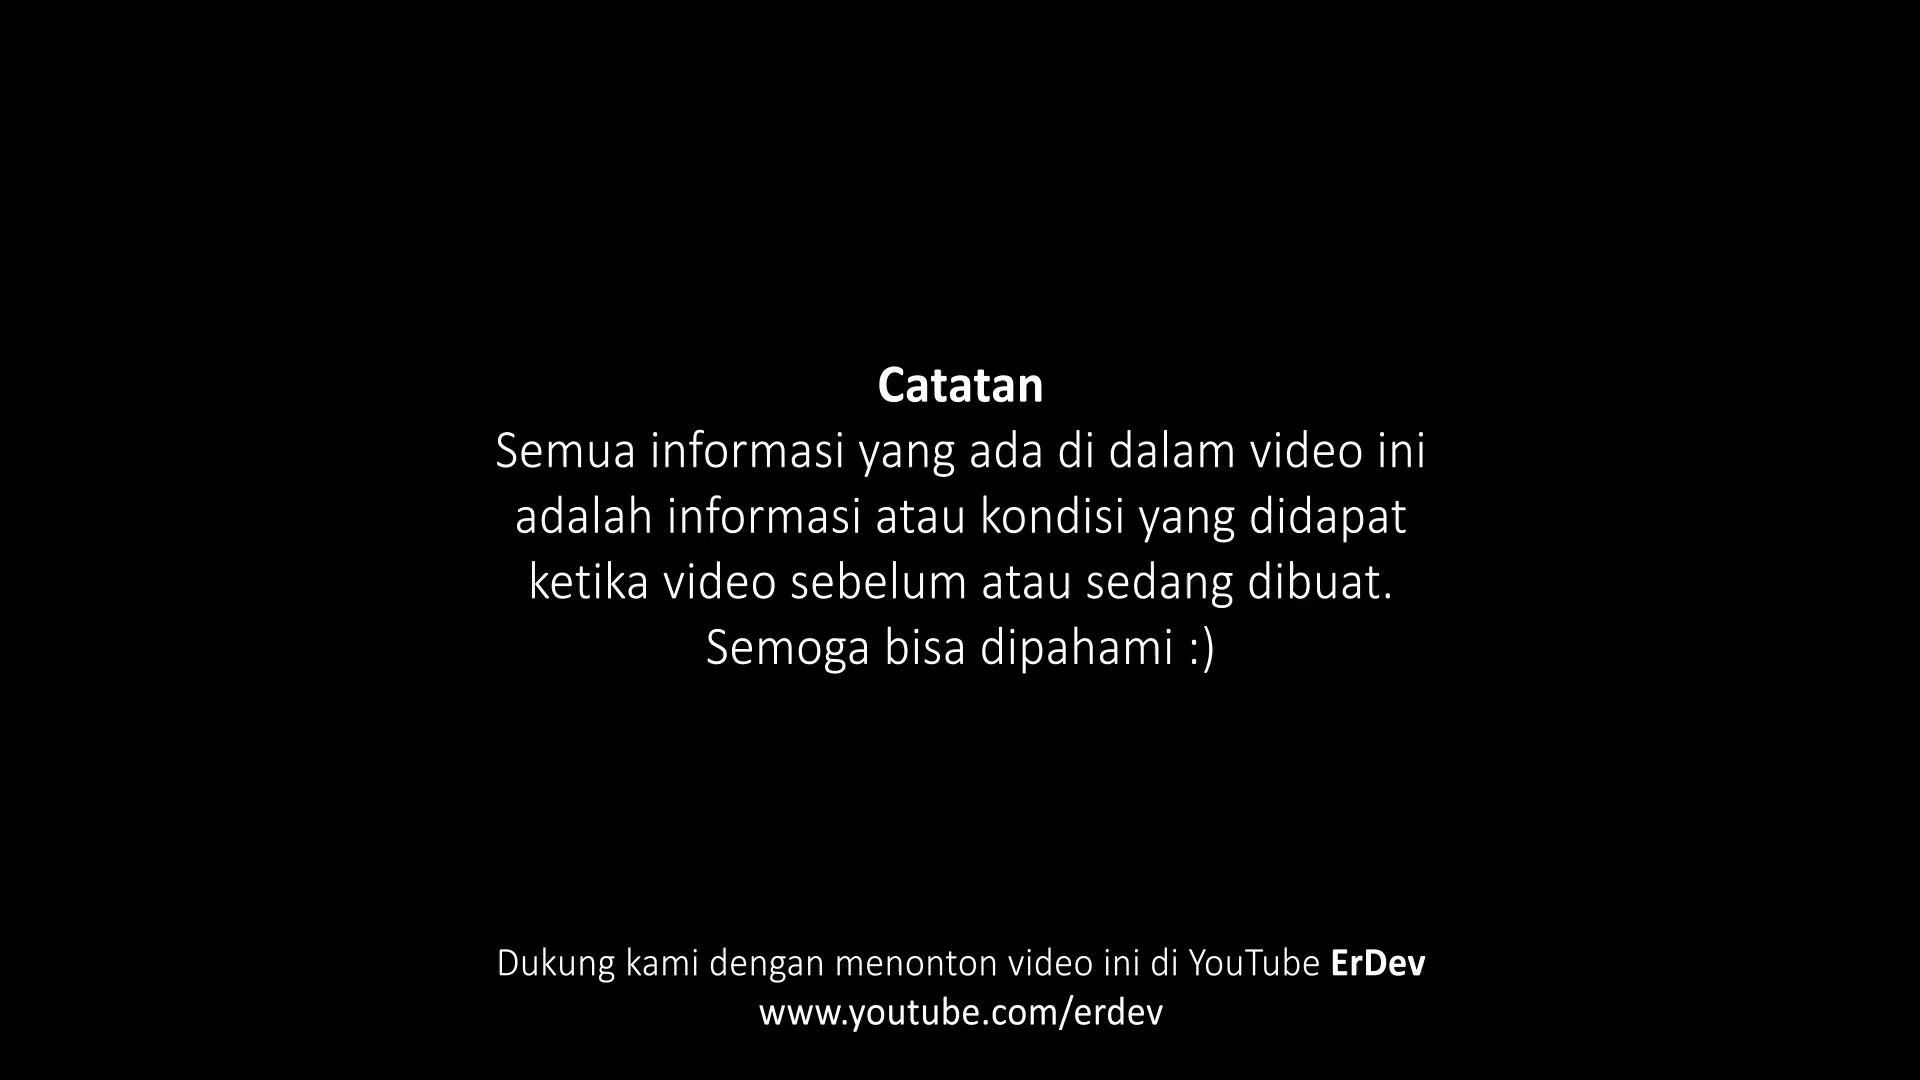 Catatan
Semua informasi yang ada di dalam video ini
adalah informasi atau kondisi yang didapat
ketika video sebelum atau sedang dibuat.
Semoga bisa dipahami :)
Dukung kami dengan menonton video ini di YouTube ErDev
www.youtube.com/erdev